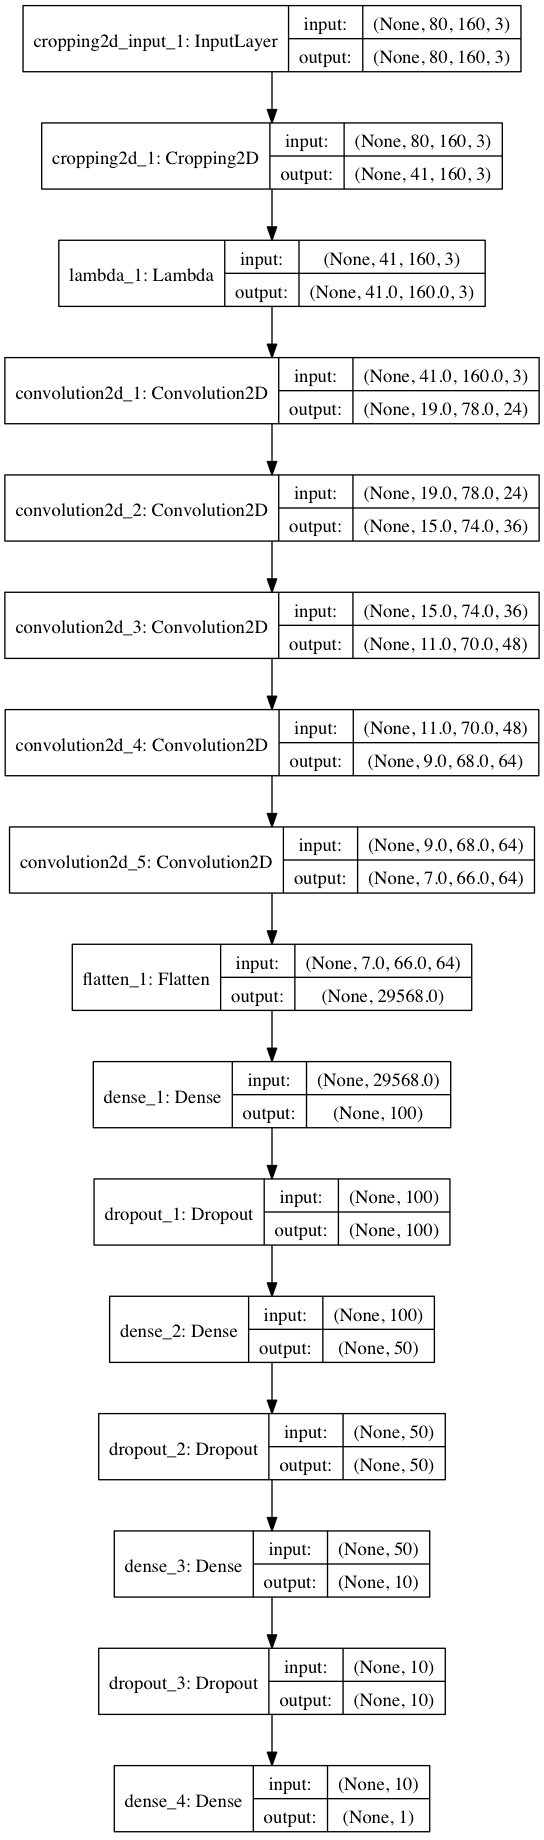 cropping2d_input_1: InputLayer
input: (None, 80, 160, 3)
output: (None, 80, 160, 3)
cropping2d_1: Cropping2D
input: (None, 80, 160, 3)
output: (None, 41, 160, 3)
lambda_1: Lambda
input: (None, 41, 160, 3)
output: (None, 41.0, 160.0, 3)
convolution2d_1: Convolution2D
input: (None, 41.0, 160.0, 3)
output: (None, 19.0, 78.0, 24)
convolution2d_2: Convolution2D
input: (None, 19.0, 78.0, 24)
output: (None, 15.0, 74.0, 36)
convolution2d_3: Convolution2D
input: (None, 15.0, 74.0, 36)
output: (None, 11.0, 70.0, 48)
convolution2d_4: Convolution2D
input: (None, 11.0, 70.0, 48)
output: (None, 9.0, 68.0, 64)
convolution2d_5: Convolution2D
input: (None, 9.0, 68.0, 64)
output: (None, 7.0, 66.0, 64)
flatten_1: Flatten
input: (None, 7.0, 66.0, 64)
output: (None, 29568.0)
dense_1: Dense
input: (None, 29568.0)
output: (None, 100)
dropout_1: Dropout
input: (None, 100)
output: (None, 100)
dense_2: Dense
input: (None, 100)
output: (None, 50)
dropout_2: Dropout
input: (None, 50)
output: (None, 50)
dense_3: Dense
input: (None, 50)
output: (None, 10)
dropout_3: Dropout
input: (None, 10)
output: (None, 10)
dense_4: Dense
input: (None, 10)
output: (None, 1)